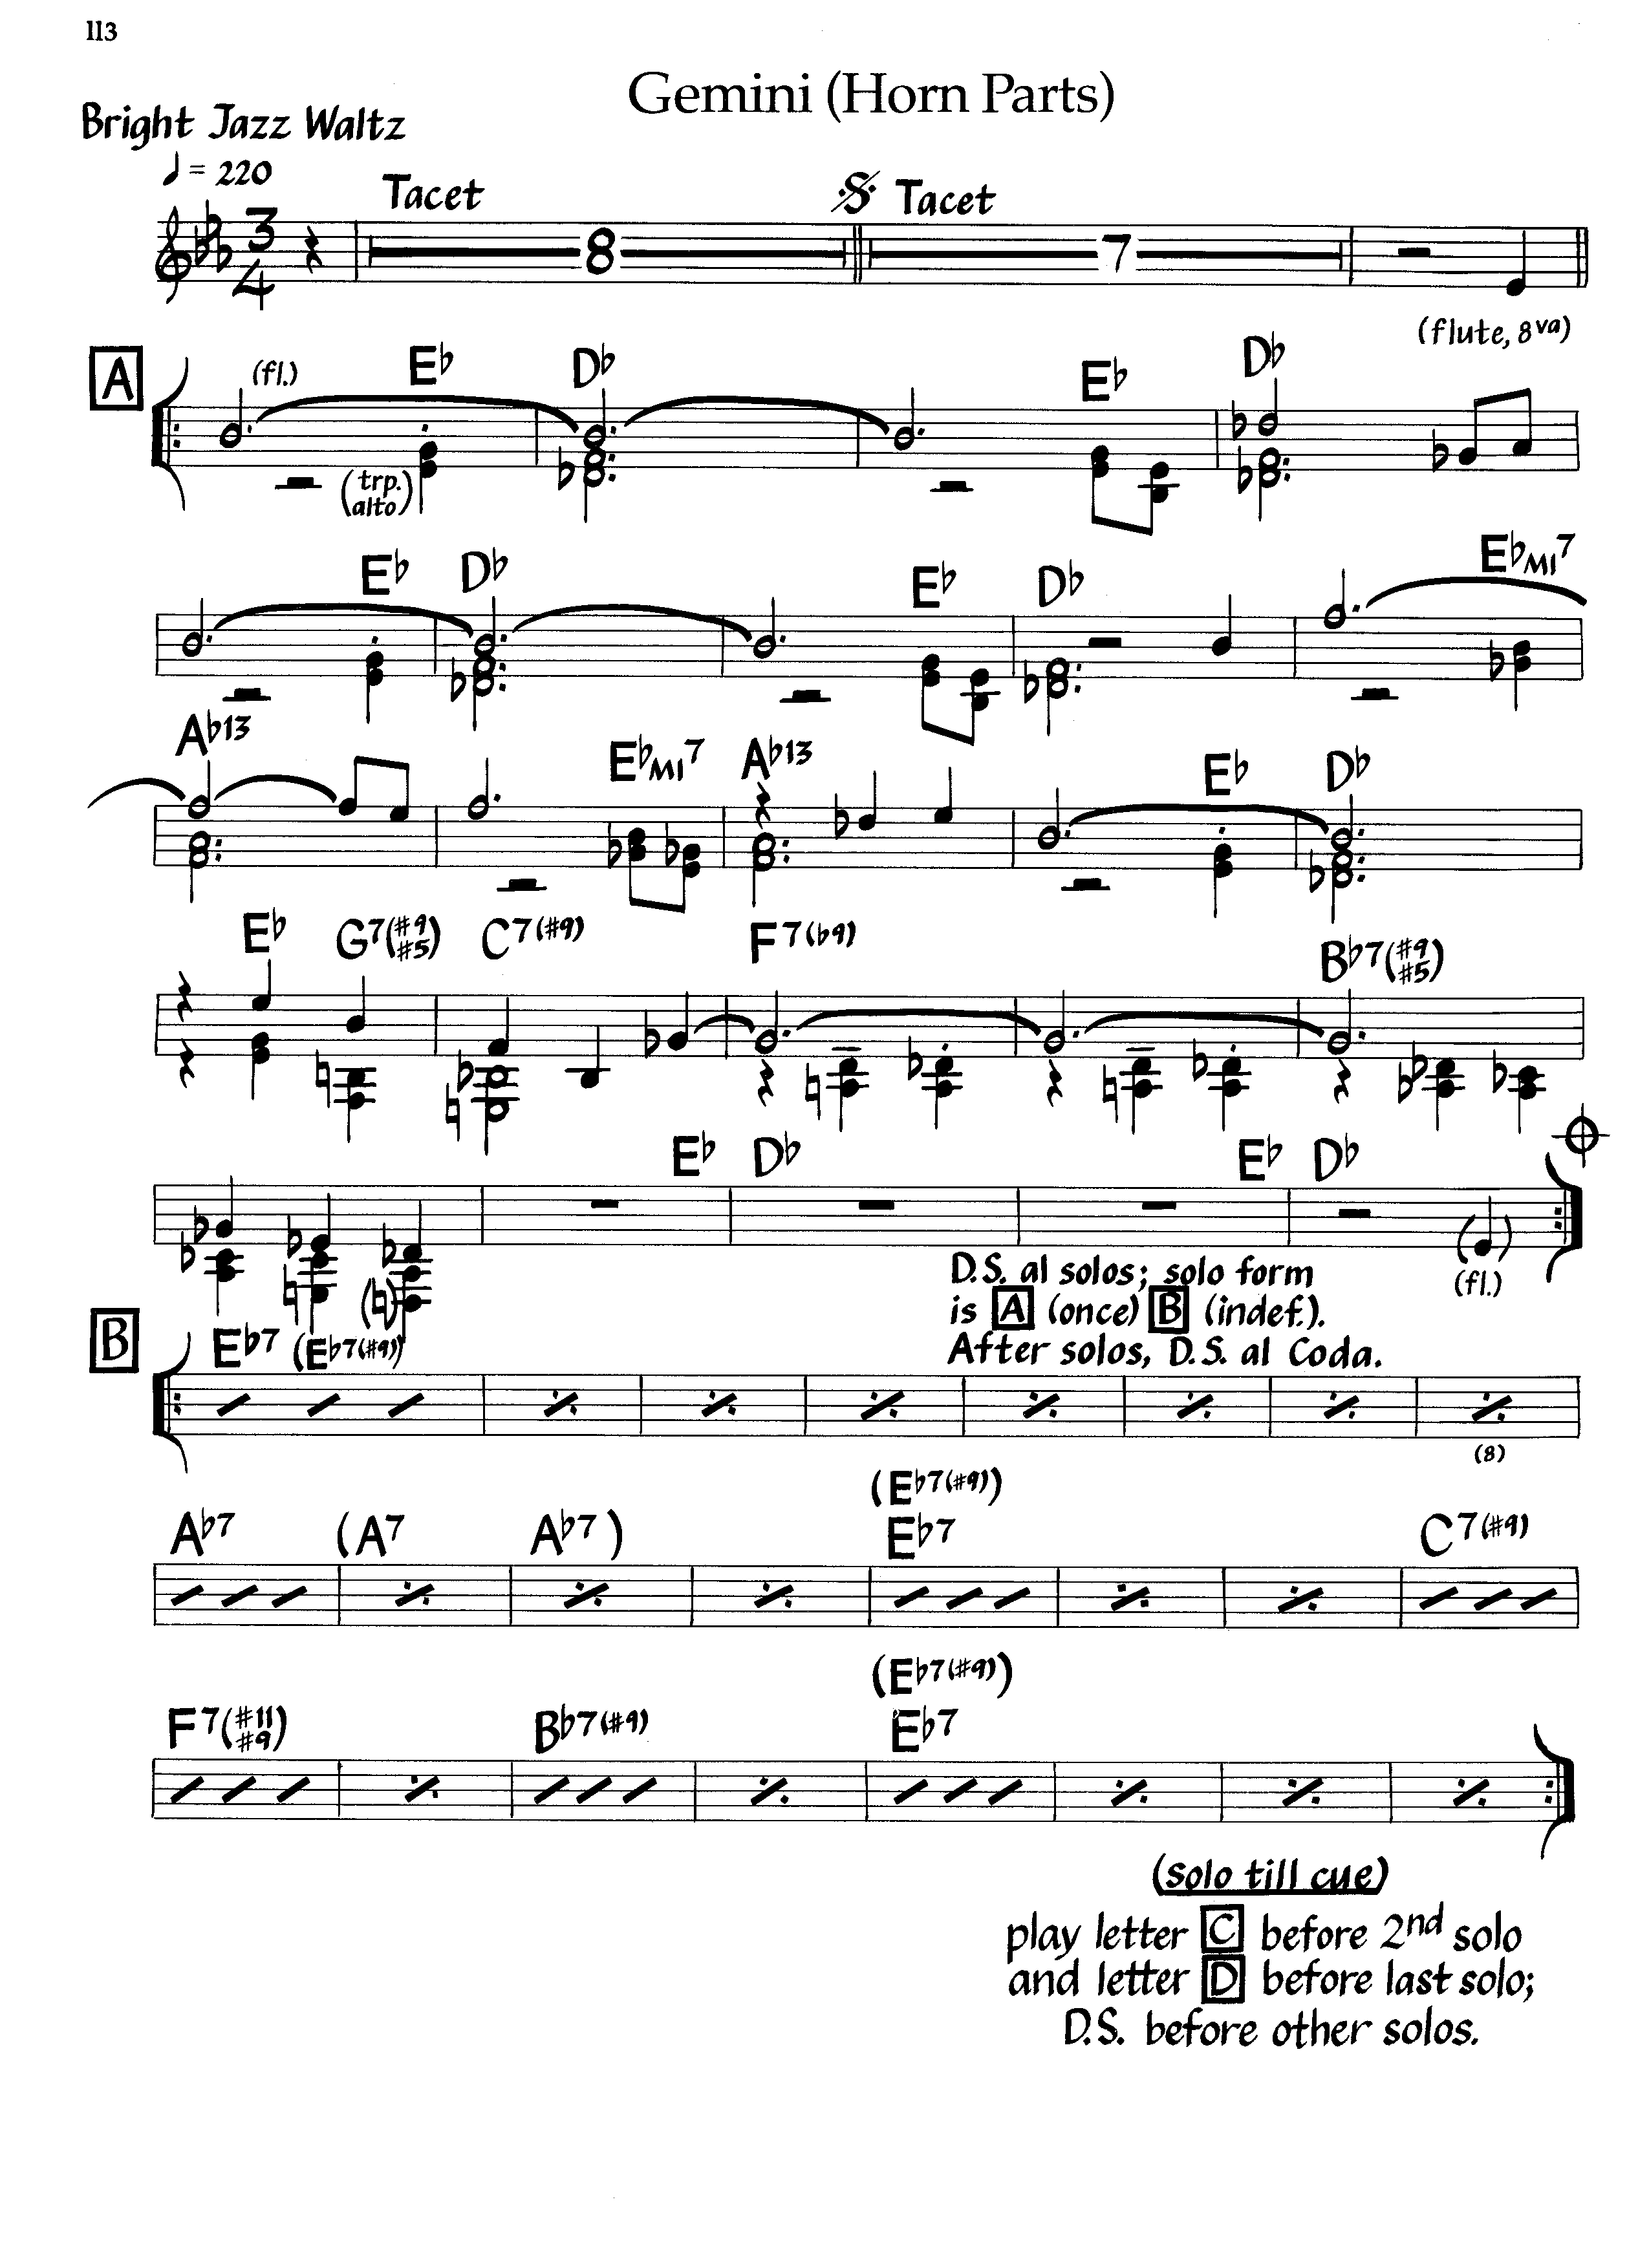 113
Gemini (Horn Parts)
Bright Jazz Waltz
♩ = 220
Tacet 𝄋 Tacet
3/4 8 7
(flute, 8va)
A (fl.) E♭ D♭ E♭ D♭
(trp. alto)
E♭ D♭ E♭ D♭ E♭MI7
A♭13 E♭MI7 A♭13 E♭ D♭
E♭ G7(#9 #5) C7(#9) F7(♭9) B♭7(#9 #5)
E♭ D♭ E♭ D♭
(fl.)
D.S. al solos; solo form
is A (once) B (indef.).
After solos, D.S. al Coda.
B E♭7 (E♭7(#9))
(8)
(E♭7(#9))
A♭7 (A7 A♭7) E♭7 C7(#9)
(E♭7(#9))
F7(#11 #9) B♭7(#9) E♭7
(solo till cue)
play letter C before 2nd solo
and letter D before last solo;
D.S. before other solos.